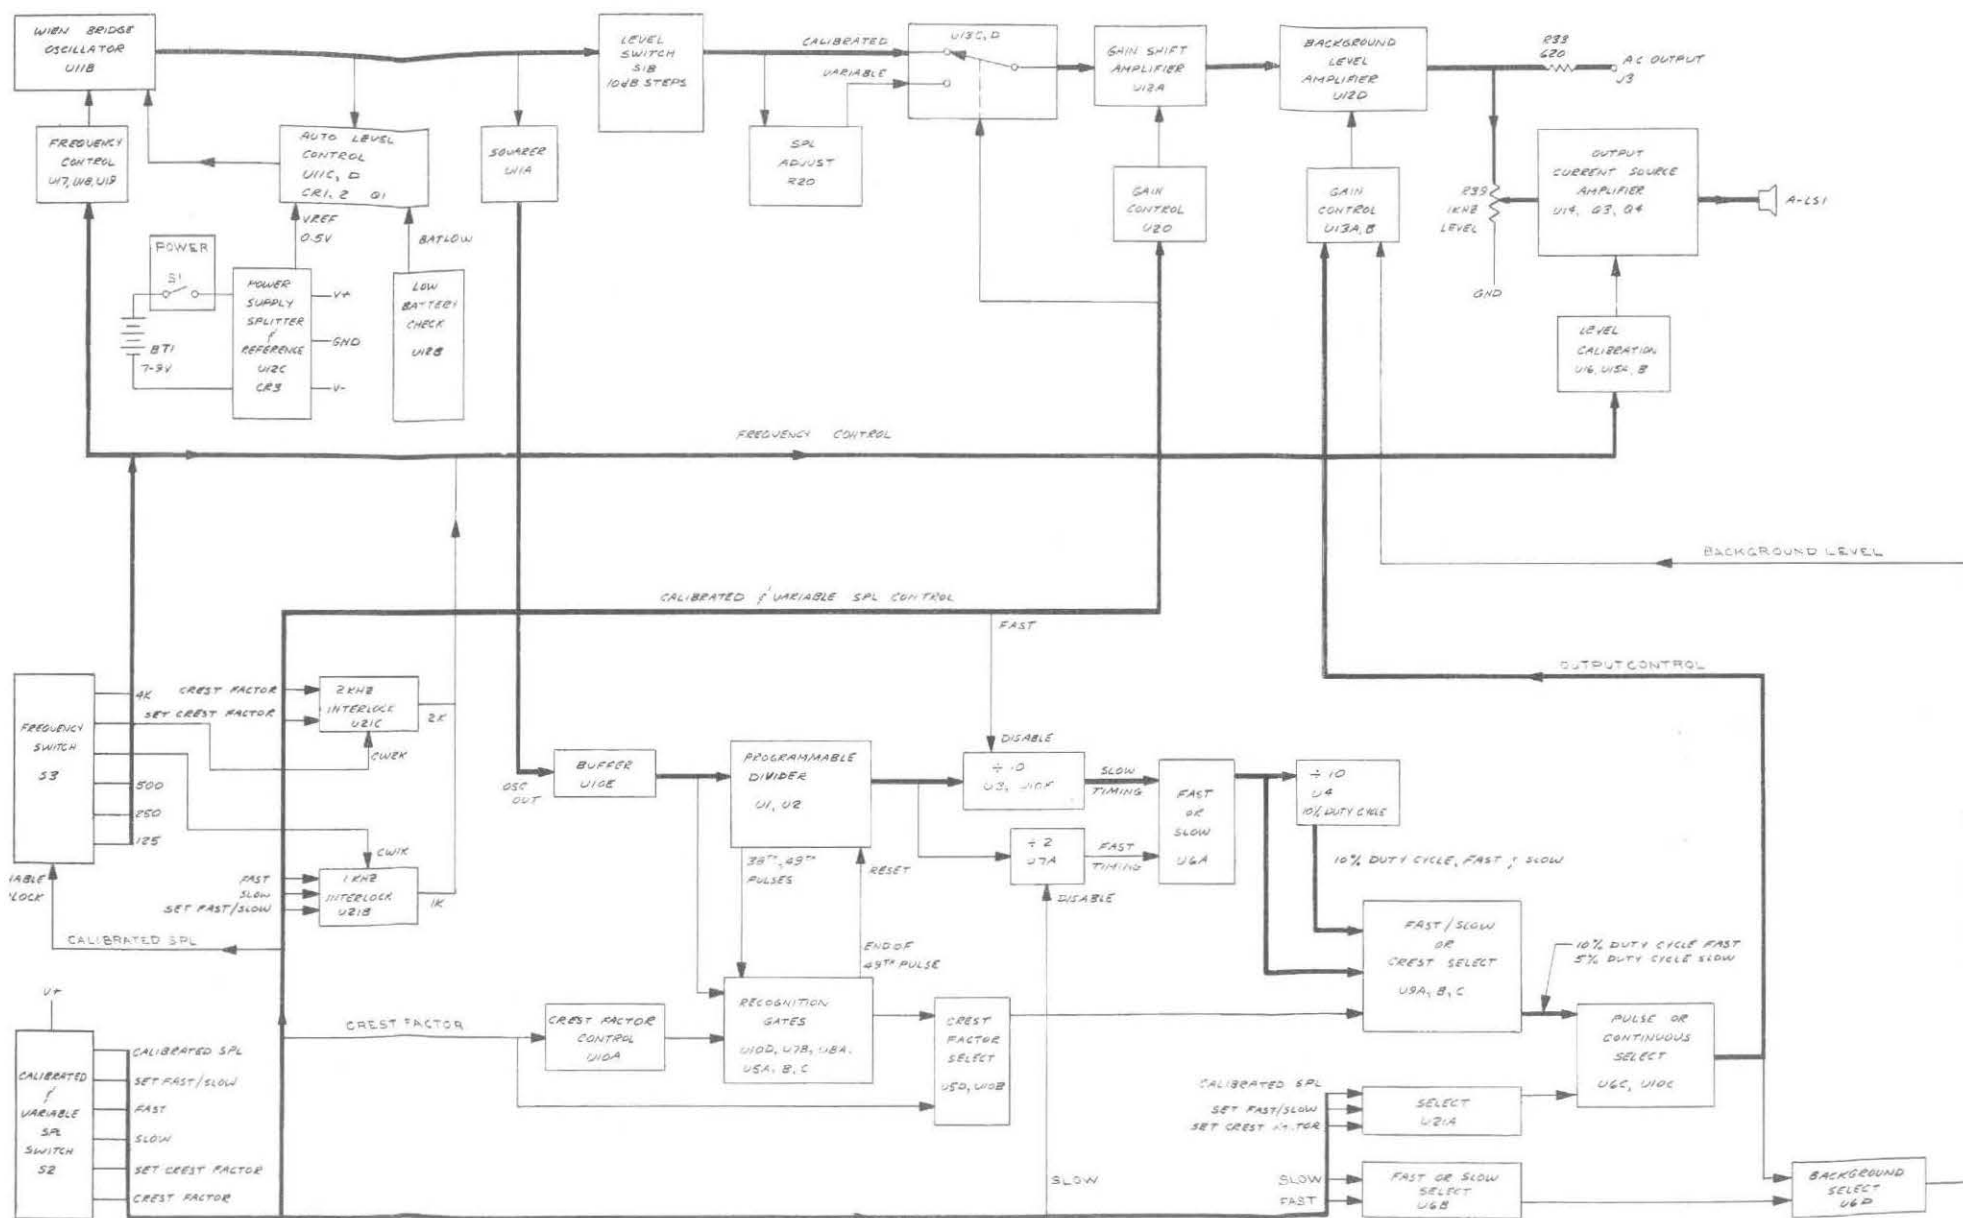 WIEN BRIDGE
OSCILLATOR
U11B
FREQUENCY
CONTROL
U17, U18, U19
AUTO LEVEL
CONTROL
U11C, D
CR1, 2 Q1
VREF
0.5V
BATLOW
POWER
S1
BT1
7-9V
POWER
SUPPLY
SPLITTER
&
REFERENCE
U12C
CR3
V+
GND
V-
LOW
BATTERY
CHECK
U12B
SQUARER
U11A
LEVEL
SWITCH
S1B
10dB STEPS
CALIBRATED
VARIABLE
SPL
ADJUST
R20
U13C, D
GAIN SHIFT
AMPLIFIER
U12A
GAIN
CONTROL
U20
BACKGROUND
LEVEL
AMPLIFIER
U12D
GAIN
CONTROL
U13A, B
R33
620
AC OUTPUT
J3
R39
1KHZ
LEVEL
GND
OUTPUT
CURRENT SOURCE
AMPLIFIER
U14, Q3, Q4
A-LS1
LEVEL
CALIBRATION
U16, U15A, B
FREQUENCY CONTROL
BACKGROUND LEVEL
CALIBRATED & VARIABLE SPL CONTROL
FAST
OUTPUT CONTROL
FREQUENCY
SWITCH
S3
4K
500
250
125
CREST FACTOR
SET CREST FACTOR
2KHZ
INTERLOCK
U21C
2K
CW2K
CW1K
FAST
SLOW
SET FAST/SLOW
1KHZ
INTERLOCK
U21B
1K
IABLE
LOCK
CALIBRATED SPL
OSC
OUT
BUFFER
U10E
PROGRAMMABLE
DIVIDER
U1, U2
38TH, 49TH
PULSES
RESET
END OF
49TH PULSE
DISABLE
÷ 10
U3, U10F
SLOW
TIMING
÷ 2
U7A
FAST
TIMING
DISABLE
FAST
OR
SLOW
U6A
÷ 10
U4
10% DUTY CYCLE
10% DUTY CYCLE, FAST & SLOW
FAST/SLOW
OR
CREST SELECT
U9A, B, C
10% DUTY CYCLE FAST
5% DUTY CYCLE SLOW
PULSE OR
CONTINUOUS
SELECT
U6C, U10C
V+
CALIBRATED
&
VARIABLE
SPL
SWITCH
S2
CALIBRATED SPL
SET FAST/SLOW
FAST
SLOW
SET CREST FACTOR
CREST FACTOR
CREST FACTOR
CREST FACTOR
CONTROL
U10A
RECOGNITION
GATES
U10D, U7B, U8A,
U5A, B, C
CREST
FACTOR
SELECT
U5D, U10B
CALIBRATED SPL
SET FAST/SLOW
SET CREST
SELECT
U21A
SLOW
SLOW
FAST
FAST OR SLOW
SELECT
U6B
BACKGROUND
SELECT
U6D